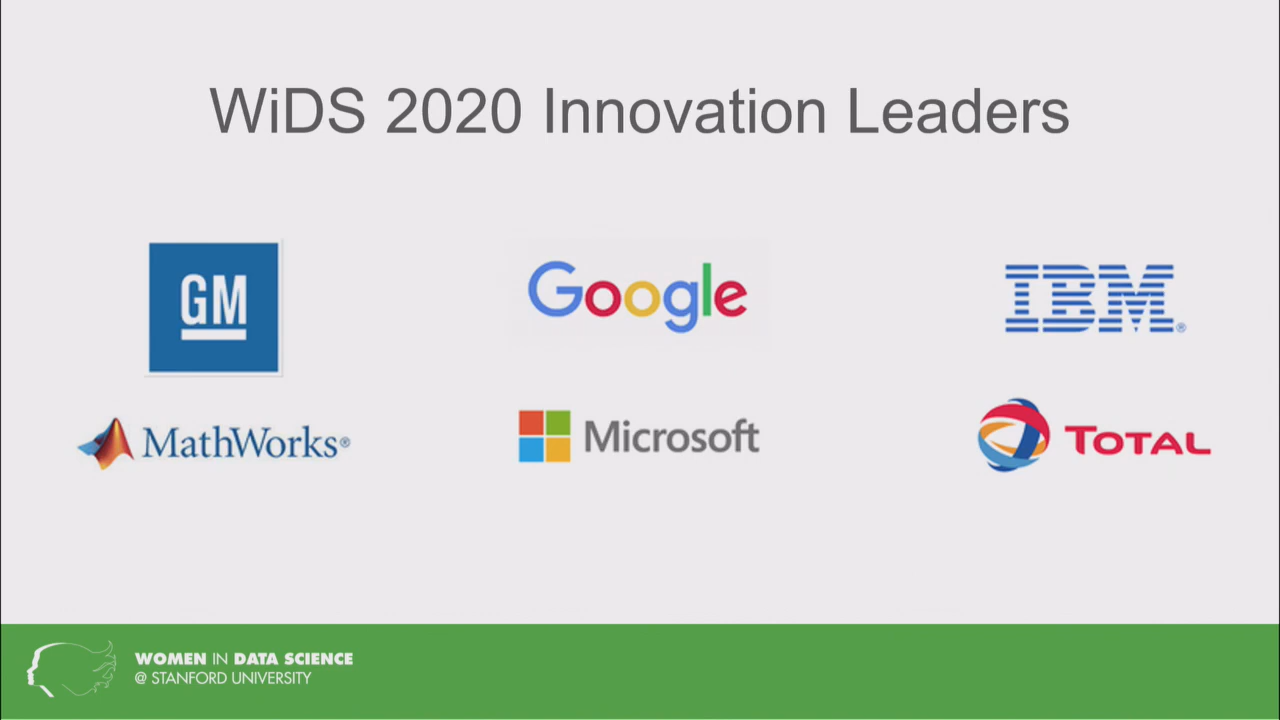 WiDS 2020 Innovation Leaders
GM
Google
IBM®
MathWorks®
Microsoft
TOTAL
WOMEN IN DATA SCIENCE
@ STANFORD UNIVERSITY